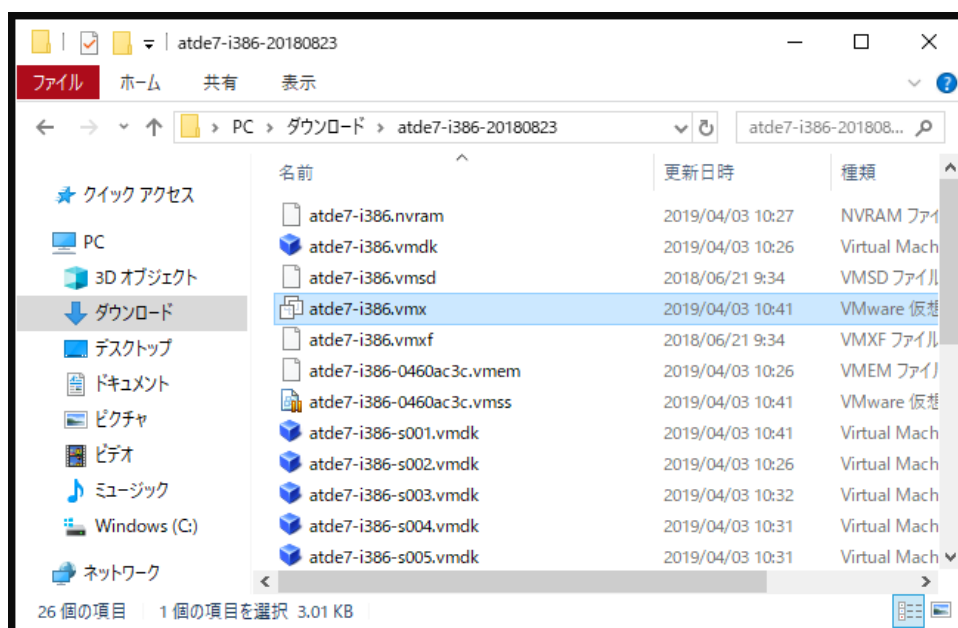 atde7-i386-20180823
ファイル ホーム 共有 表示
PC ダウンロード atde7-i386-20180823 atde7-i386-201808...
名前 更新日時 種類
クイック アクセス
PC
3D オブジェクト
ダウンロード
デスクトップ
ドキュメント
ピクチャ
ビデオ
ミュージック
Windows (C:)
ネットワーク
atde7-i386.nvram 2019/04/03 10:27 NVRAM ファイ
atde7-i386.vmdk 2019/04/03 10:26 Virtual Mach
atde7-i386.vmsd 2018/06/21 9:34 VMSD ファイル
atde7-i386.vmx 2019/04/03 10:41 VMware 仮想
atde7-i386.vmxf 2018/06/21 9:34 VMXF ファイル
atde7-i386-0460ac3c.vmem 2019/04/03 10:26 VMEM ファイ
atde7-i386-0460ac3c.vmss 2019/04/03 10:41 VMware 仮想
atde7-i386-s001.vmdk 2019/04/03 10:41 Virtual Mach
atde7-i386-s002.vmdk 2019/04/03 10:26 Virtual Mach
atde7-i386-s003.vmdk 2019/04/03 10:32 Virtual Mach
atde7-i386-s004.vmdk 2019/04/03 10:31 Virtual Mach
atde7-i386-s005.vmdk 2019/04/03 10:31 Virtual Mach
26 個の項目 1 個の項目を選択 3.01 KB